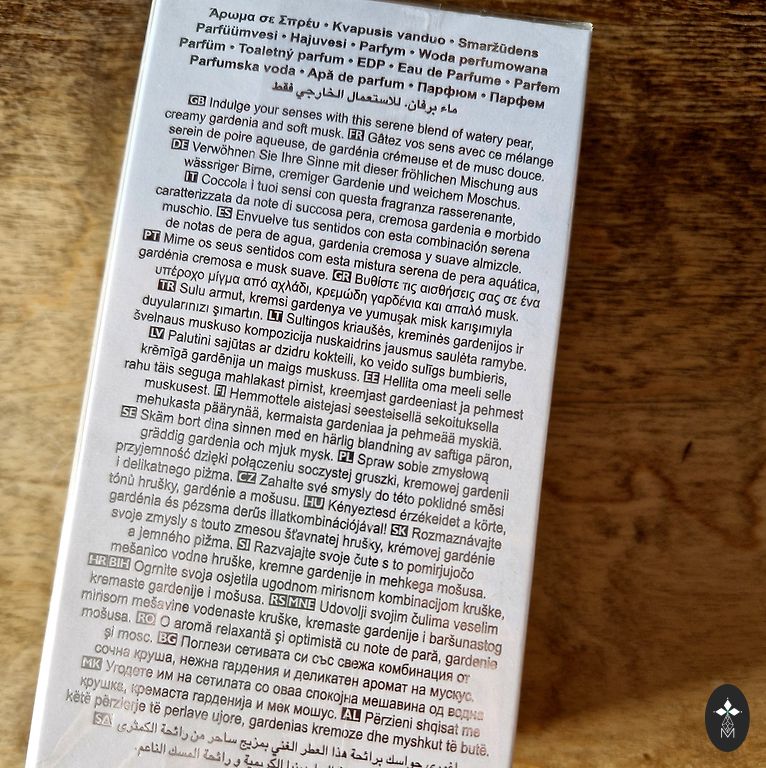 Άρωμα σε Σπρέυ • Kvapusis vanduo • Smaržūdens
Parfüümvesi • Hajuvesi • Parfym • Woda perfumowana
Parfüm • Toaletný parfum • EDP • Eau de Parfume • Parfem
Parfumska voda • Apă de parfum • Парфюм • Парфем
ماء برفان. للاستعمال الخارجي فقط
GB Indulge your senses with this serene blend of watery pear,
creamy gardenia and soft musk. FR Gâtez vos sens avec ce mélange
serein de poire aqueuse, de gardénia crémeuse et de musc douce.
DE Verwöhnen Sie Ihre Sinne mit dieser fröhlichen Mischung aus
wässriger Birne, cremiger Gardenie und weichem Moschus.
IT Coccola i tuoi sensi con questa fragranza rasserenante,
caratterizzata da note di succosa pera, cremosa gardenia e morbido
muschio. ES Envuelve tus sentidos con esta combinación serena
de notas de pera de agua, gardenia cremosa y suave almizcle.
PT Mime os seus sentidos com esta mistura serena de pera aquática,
gardénia cremosa e musk suave. GR Βυθίστε τις αισθήσεις σας σε ένα
υπέροχο μίγμα από αχλάδι, κρεμώδη γαρδένια και απαλό musk.
TR Sulu armut, kremsi gardenya ve yumuşak misk karışımıyla
duyularınızı şımartın. LT Sultingos kriaušės, kreminės gardenijos ir
švelnaus muskuso kompozicija nuskaidrins jausmus saulėta ramybe.
LV Palutini sajūtas ar dzidru kokteili, ko veido sulīgs bumbieris,
krēmīgā gardēnija un maigs muskuss. EE Hellita oma meeli selle
rahu täis seguga mahlakast pirnist, kreemjast gardeeniast ja pehmest
muskusest. FI Hemmottele aistejasi seesteisellä sekoituksella
mehukasta päärynää, kermaista gardeniaa ja pehmeää myskiä.
SE Skäm bort dina sinnen med en härlig blandning av saftiga päron,
gräddig gardenia och mjuk mysk. PL Spraw sobie zmysłową
przyjemność dzięki połączeniu soczystej gruszki, kremowej gardenii
i delikatnego piżma. CZ Zahalte své smysly do této poklidné směsi
tónů hrušky, gardénie a mošusu. HU Kényeztesd érzékeidet a körte,
gardénia és pézsma derűs illatkombinációjával! SK Rozmaznávajte
svoje zmysly s touto zmesou šťavnatej hrušky, krémovej gardénie
a jemného pižma. SI Razvajajte svoje čute s to pomirjujočo
mešanico vodne hruške, kremne gardenije in mehkega mošusa.
HR BIH Ogrnite svoja osjetila ugodnom mirisnom kombinacijom kruške,
kremaste gardenije i mošusa. RS MNE Udovolji svojim čulima veselim
mirisom mešavine vodenaste kruške, kremaste gardenije i baršunastog
mošusa. RO O aromă relaxantă şi optimistă cu note de pară, gardenie
şi mosc. BG Поглези сетивата си със свежа комбинация от
сочна круша, нежна гардения и деликатен аромат на мускус.
MK Угодете им на сетилата со оваа спокојна мешавина од водна
крушка, кремаста гарденија и мек мошус. AL Përzieni shqisat me
këtë përzierje të perlave ujore, gardenias kremoze dhe myshkut të butë.
SA حواسك برائحة هذا العطر الغني بمزيج ساحر من رائحة الكمثرى
الكريمية و رائحة المسك الناعم.
M